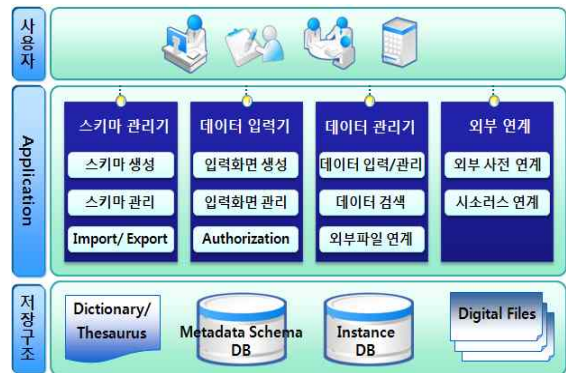 사용자
Application
스키마 관리기
스키마 생성
스키마 관리
Import/ Export
데이터 입력기
입력화면 생성
입력화면 관리
Authorization
데이터 관리기
데이터 입력/관리
데이터 검색
외부파일 연계
외부 연계
외부 사전 연계
시소러스 연계
저장구조
Dictionary/
Thesaurus
Metadata Schema
DB
Instance
DB
Digital Files